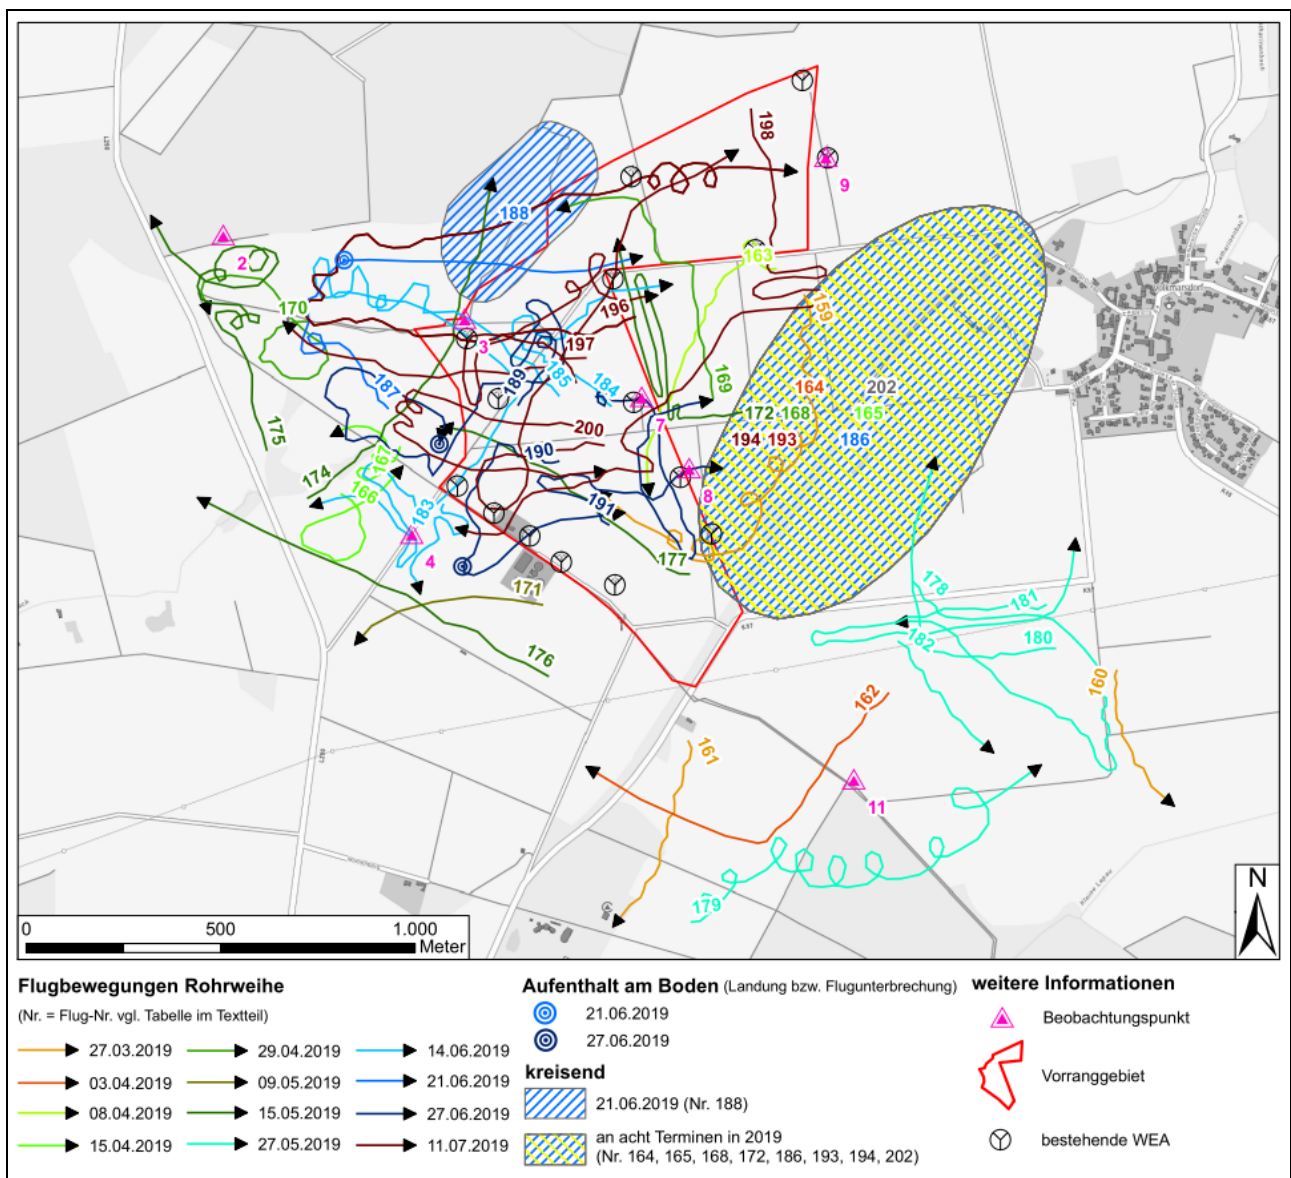 198
9
188
2
163
170
196
159
3
197
189
185
184
187
169
164
202
7
172
168
165
200
194
193
186
175
190
167
174
166
8
191
183
4
177
171
178
181
182
180
176
160
162
161
11
179
Volkmarsdorf
K37
K37
L290
N
0 500 1.000
Meter
Flugbewegungen Rohrweihe
(Nr. = Flug-Nr. vgl. Tabelle im Textteil)
27.03.2019 29.04.2019 14.06.2019
03.04.2019 09.05.2019 21.06.2019
08.04.2019 15.05.2019 27.06.2019
15.04.2019 27.05.2019 11.07.2019
Aufenthalt am Boden (Landung bzw. Flugunterbrechung)
21.06.2019
27.06.2019
kreisend
21.06.2019 (Nr. 188)
an acht Terminen in 2019
(Nr. 164, 165, 168, 172, 186, 193, 194, 202)
weitere Informationen
Beobachtungspunkt
Vorranggebiet
bestehende WEA